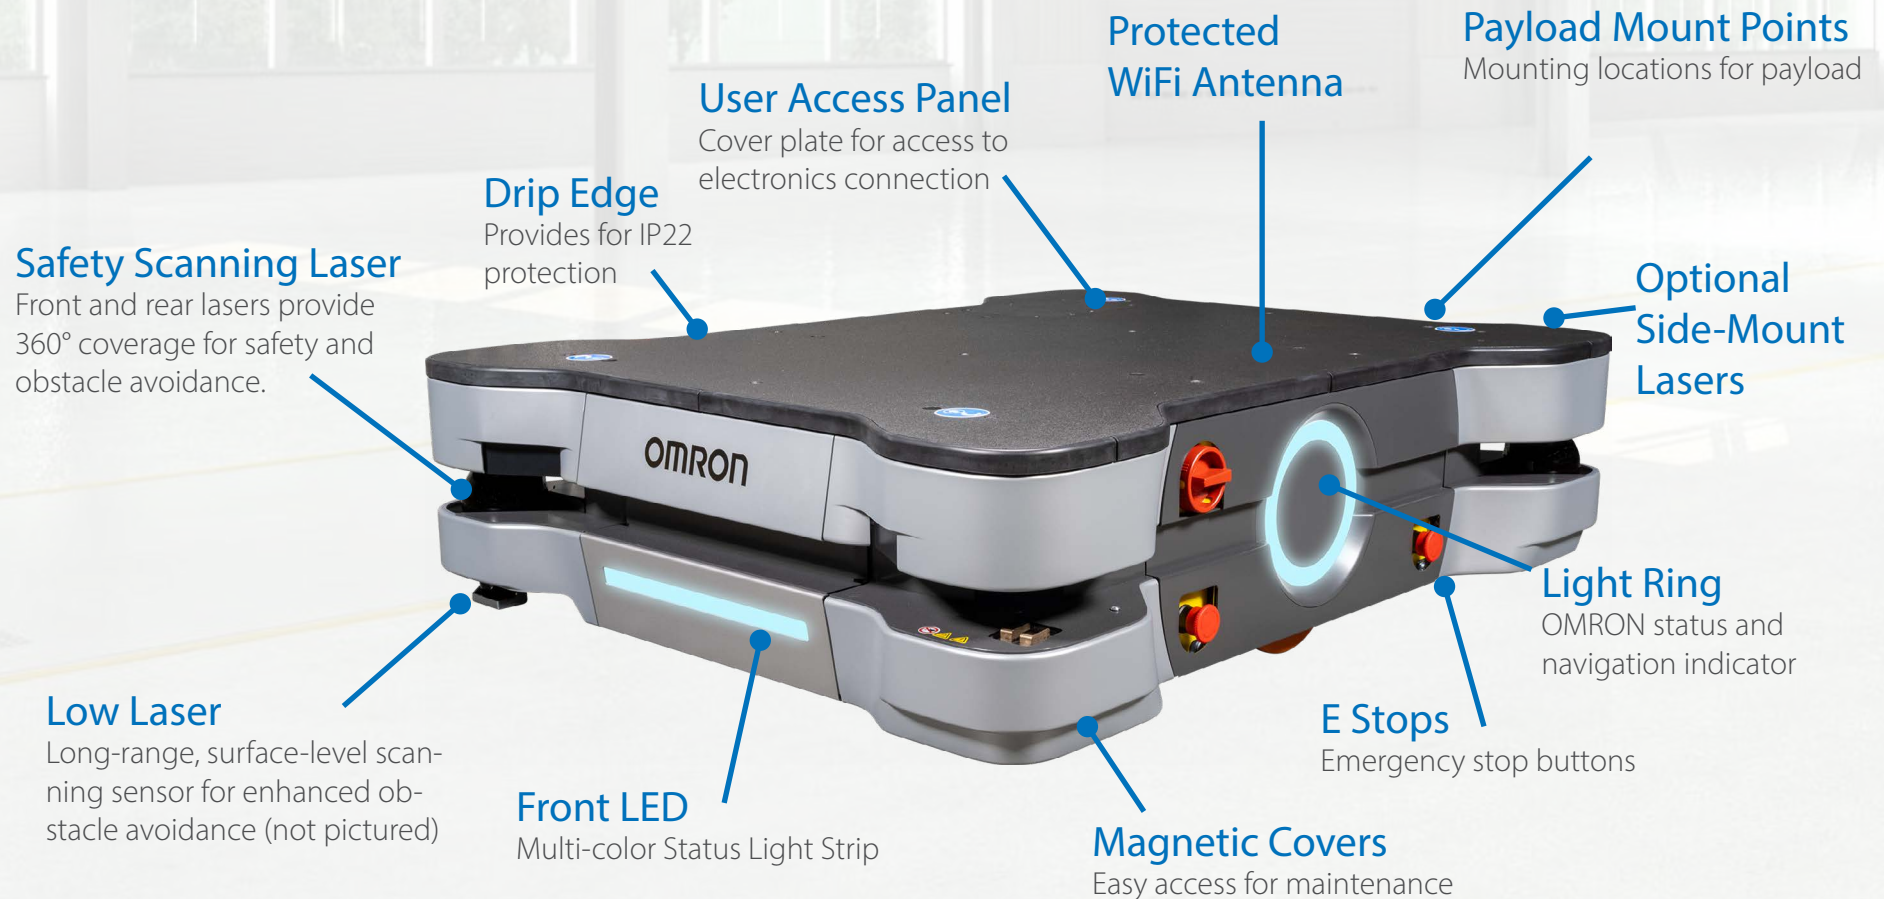 Protected
WiFi Antenna
Payload Mount Points
Mounting locations for payload
User Access Panel
Cover plate for access to
electronics connection
Drip Edge
Provides for IP22
protection
Safety Scanning Laser
Front and rear lasers provide
360° coverage for safety and
obstacle avoidance.
Optional
Side-Mount
Lasers
OMRON
Light Ring
OMRON status and
navigation indicator
Low Laser
Long-range, surface-level scan-
ning sensor for enhanced ob-
stacle avoidance (not pictured)
E Stops
Emergency stop buttons
Front LED
Multi-color Status Light Strip
Magnetic Covers
Easy access for maintenance